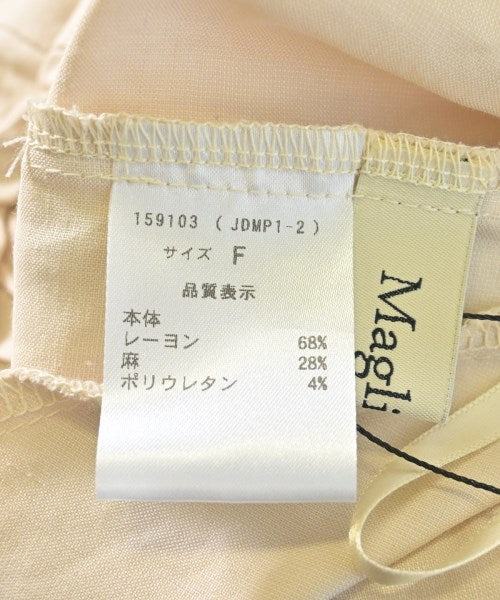 159103 ( JDMP1-2 )
サイズ F
品質表示
本体
レーヨン 68%
麻 28%
ポリウレタン 4%
Magli